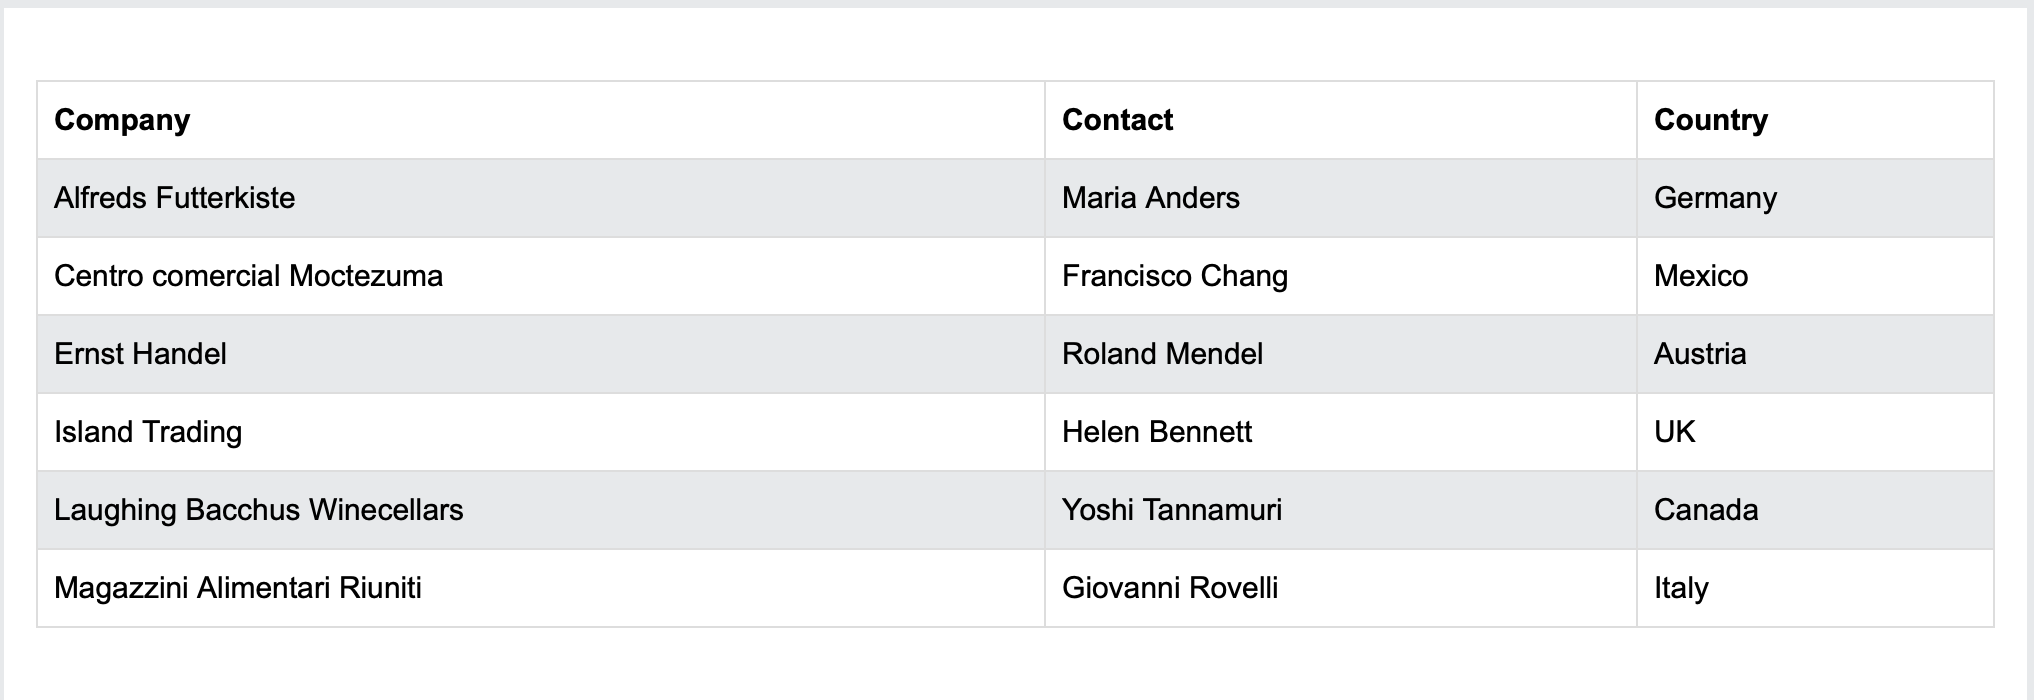 Company Contact Country
Alfreds Futterkiste Maria Anders Germany
Centro comercial Moctezuma Francisco Chang Mexico
Ernst Handel Roland Mendel Austria
Island Trading Helen Bennett UK
Laughing Bacchus Winecellars Yoshi Tannamuri Canada
Magazzini Alimentari Riuniti Giovanni Rovelli Italy